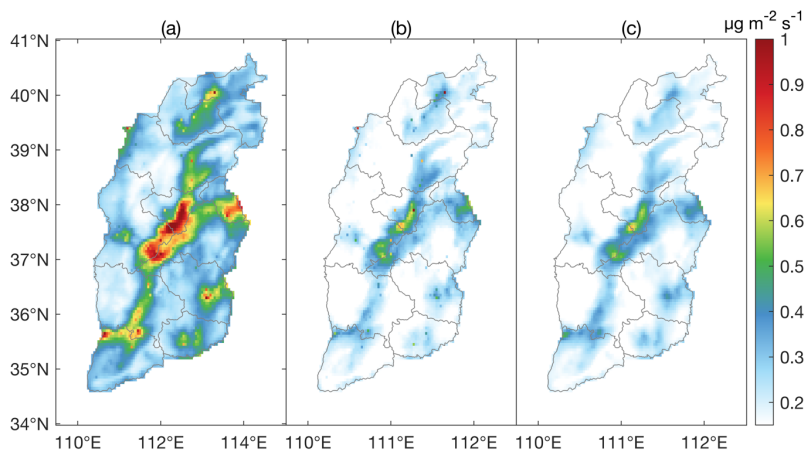 (a) (b) (c) µg m⁻² s⁻¹
41°N
40°N
39°N
38°N
37°N
36°N
35°N
34°N
110°E 112°E 114°E 110°E 111°E 112°E 110°E 111°E 112°E
1
0.9
0.8
0.7
0.6
0.5
0.4
0.3
0.2